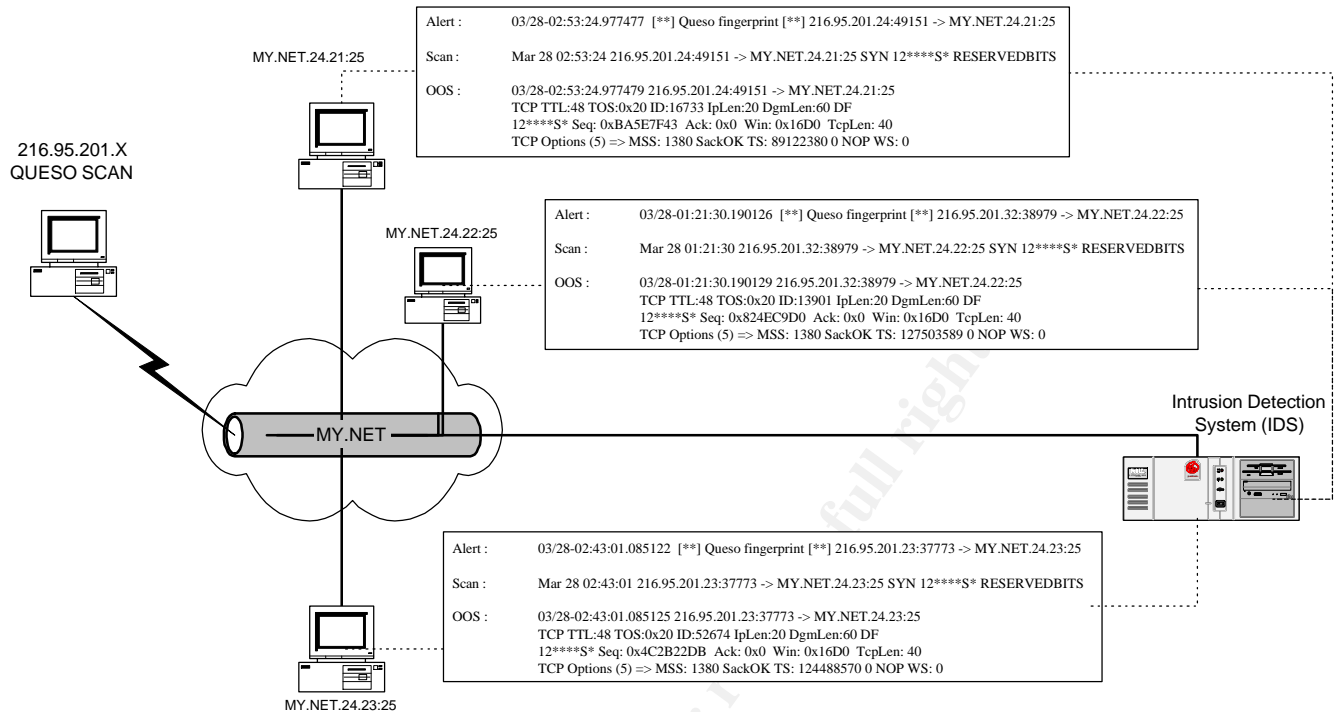 Alert : 03/28-02:53:24.977477 [**] Queso fingerprint [**] 216.95.201.24:49151 -> MY.NET.24.21:25
Scan : Mar 28 02:53:24 216.95.201.24:49151 -> MY.NET.24.21:25 SYN 12****S* RESERVEDBITS
OOS : 03/28-02:53:24.977479 216.95.201.24:49151 -> MY.NET.24.21:25
TCP TTL:48 TOS:0x20 ID:16733 IpLen:20 DgmLen:60 DF
12****S* Seq: 0xBA5E7F43 Ack: 0x0 Win: 0x16D0 TcpLen: 40
TCP Options (5) => MSS: 1380 SackOK TS: 89122380 0 NOP WS: 0
MY.NET.24.21:25
216.95.201.X
QUESO SCAN
Alert : 03/28-01:21:30.190126 [**] Queso fingerprint [**] 216.95.201.32:38979 -> MY.NET.24.22:25
Scan : Mar 28 01:21:30 216.95.201.32:38979 -> MY.NET.24.22:25 SYN 12****S* RESERVEDBITS
OOS : 03/28-01:21:30.190129 216.95.201.32:38979 -> MY.NET.24.22:25
TCP TTL:48 TOS:0x20 ID:13901 IpLen:20 DgmLen:60 DF
12****S* Seq: 0x824EC9D0 Ack: 0x0 Win: 0x16D0 TcpLen: 40
TCP Options (5) => MSS: 1380 SackOK TS: 127503589 0 NOP WS: 0
MY.NET.24.22:25
MY.NET
Intrusion Detection
System (IDS)
full righ
Alert : 03/28-02:43:01.085122 [**] Queso fingerprint [**] 216.95.201.23:37773 -> MY.NET.24.23:25
Scan : Mar 28 02:43:01 216.95.201.23:37773 -> MY.NET.24.23:25 SYN 12****S* RESERVEDBITS
OOS : 03/28-02:43:01.085125 216.95.201.23:37773 -> MY.NET.24.23:25
TCP TTL:48 TOS:0x20 ID:52674 IpLen:20 DgmLen:60 DF
12****S* Seq: 0x4C2B22DB Ack: 0x0 Win: 0x16D0 TcpLen: 40
TCP Options (5) => MSS: 1380 SackOK TS: 124488570 0 NOP WS: 0
MY.NET.24.23:25